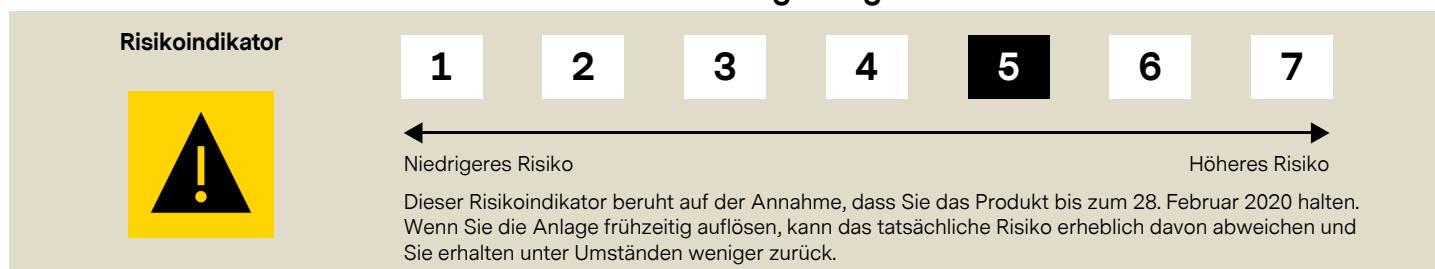 Risikoindikator
1 2 3 4 5 6 7
!
Niedrigeres Risiko Höheres Risiko
Dieser Risikoindikator beruht auf der Annahme, dass Sie das Produkt bis zum 28. Februar 2020 halten.
Wenn Sie die Anlage frühzeitig auflösen, kann das tatsächliche Risiko erheblich davon abweichen und
Sie erhalten unter Umständen weniger zurück.